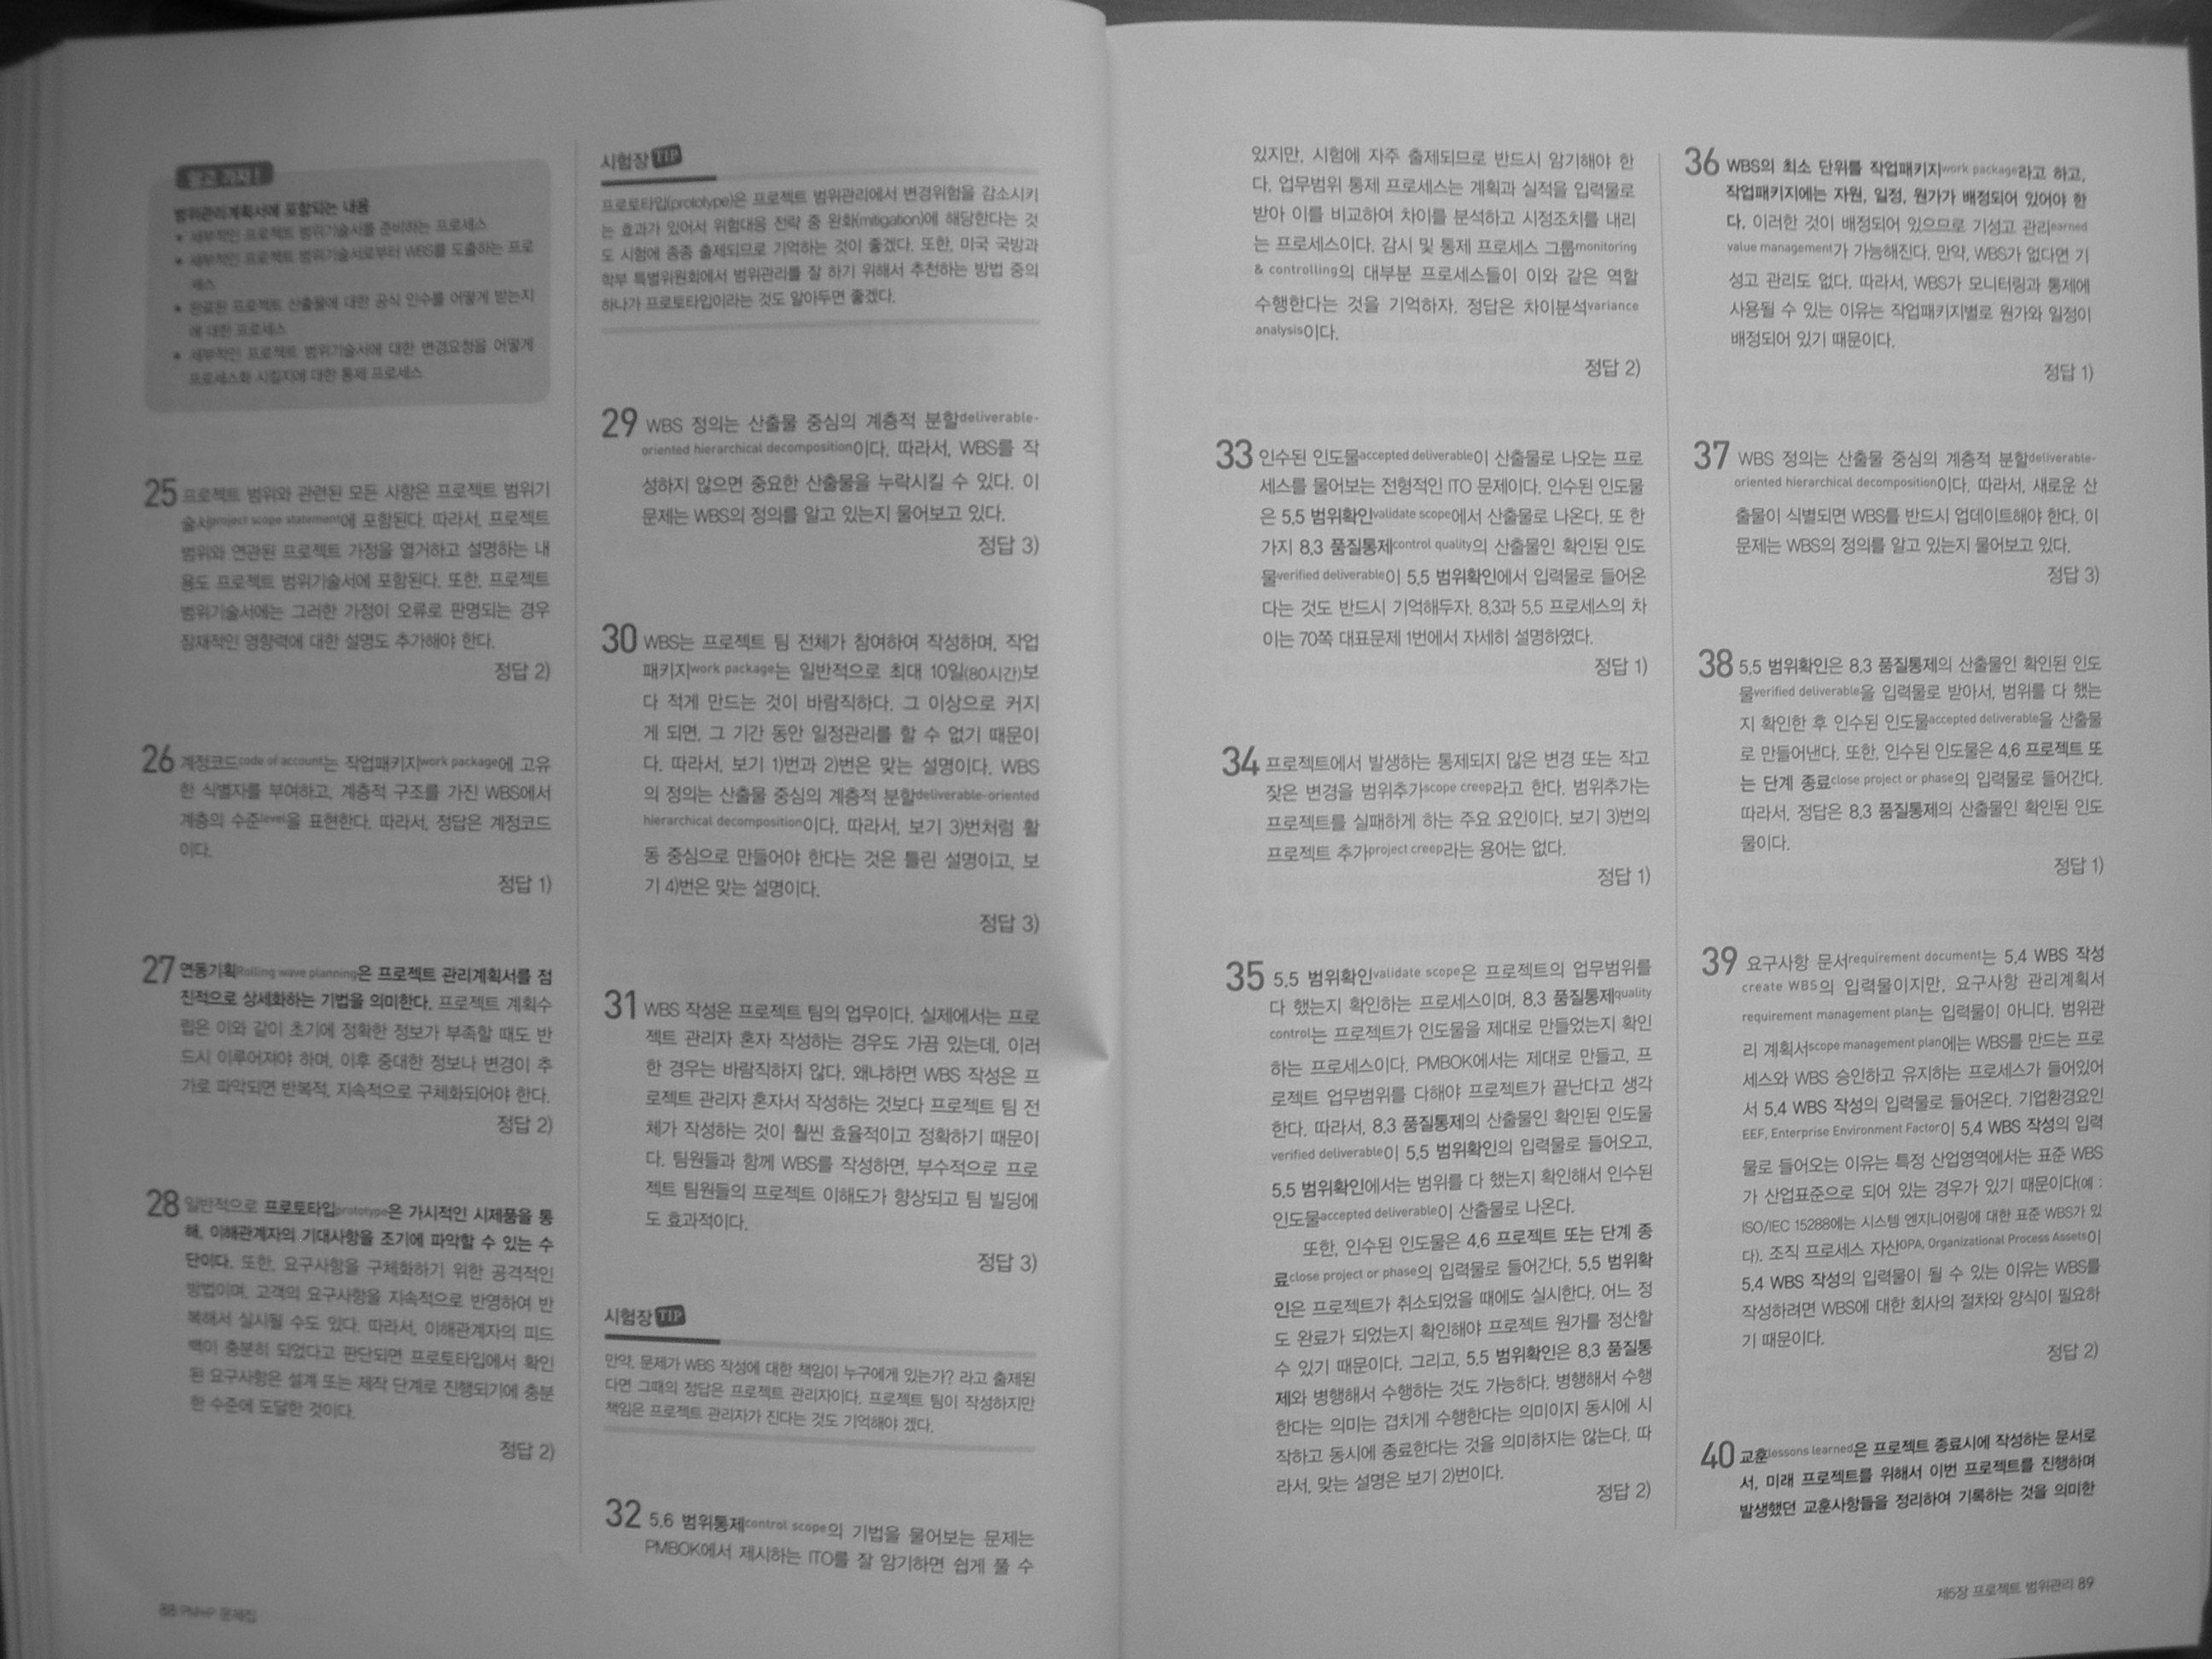 알고 가자!
범위관리계획서에 포함되는 내용
• 세부적인 프로젝트 범위기술서를 준비하는 프로세스
• 세부적인 프로젝트 범위기술서로부터 WBS를 도출하는 프로
세스
• 완료된 프로젝트 산출물에 대한 공식 인수를 어떻게 받는지
에 대한 프로세스
• 세부적인 프로젝트 범위기술서에 대한 변경요청을 어떻게
프로세스화 시킬지에 대한 통제 프로세스
25 프로젝트 범위와 관련된 모든 사항은 프로젝트 범위기
술서project scope statement에 포함된다. 따라서, 프로젝트
범위와 연관된 프로젝트 가정을 열거하고 설명하는 내
용도 프로젝트 범위기술서에 포함된다. 또한, 프로젝트
범위기술서에는 그러한 가정이 오류로 판명되는 경우
잠재적인 영향력에 대한 설명도 추가해야 한다.
정답 2)
26 계정코드code of account는 작업패키지work package에 고유
한 식별자를 부여하고, 계층적 구조를 가진 WBS에서
계층의 수준level을 표현한다. 따라서, 정답은 계정코드
이다.
정답 1)
27 연동기획Rolling wave planning은 프로젝트 관리계획서를 점
진적으로 상세화하는 기법을 의미한다. 프로젝트 계획수
립은 이와 같이 초기에 정확한 정보가 부족할 때도 반
드시 이루어져야 하며, 이후 중대한 정보나 변경이 추
가로 파악되면 반복적, 지속적으로 구체화되어야 한다.
정답 2)
28 일반적으로 프로토타입prototype은 가시적인 시제품을 통
해, 이해관계자의 기대사항을 조기에 파악할 수 있는 수
단이다. 또한, 요구사항을 구체화하기 위한 공격적인
방법이며, 고객의 요구사항을 지속적으로 반영하여 반
복해서 실시될 수도 있다. 따라서, 이해관계자의 피드
백이 충분히 되었다고 판단되면 프로토타입에서 확인
된 요구사항은 설계 또는 제작 단계로 진행되기에 충분
한 수준에 도달한 것이다.
정답 2)
88 PMP 문제집
시험장 TIP
프로토타입(prototype)은 프로젝트 범위관리에서 변경위험을 감소시키
는 효과가 있어서 위험대응 전략 중 완화(mitigation)에 해당한다는 것
도 시험에 종종 출제되므로 기억하는 것이 좋겠다. 또한, 미국 국방과
학부 특별위원회에서 범위관리를 잘 하기 위해서 추천하는 방법 중의
하나가 프로토타입이라는 것도 알아두면 좋겠다.
29 WBS 정의는 산출물 중심의 계층적 분할deliverable-
oriented hierarchical decomposition이다. 따라서, WBS를 작
성하지 않으면 중요한 산출물을 누락시킬 수 있다. 이
문제는 WBS의 정의를 알고 있는지 물어보고 있다.
정답 3)
30 WBS는 프로젝트 팀 전체가 참여하여 작성하며, 작업
패키지work package는 일반적으로 최대 10일(80시간)보
다 적게 만드는 것이 바람직하다. 그 이상으로 커지
게 되면, 그 기간 동안 일정관리를 할 수 없기 때문이
다. 따라서, 보기 1)번과 2)번은 맞는 설명이다. WBS
의 정의는 산출물 중심의 계층적 분할deliverable-oriented
hierarchical decomposition이다. 따라서, 보기 3)번처럼 활
동 중심으로 만들어야 한다는 것은 틀린 설명이고, 보
기 4)번은 맞는 설명이다.
정답 3)
31 WBS 작성은 프로젝트 팀의 업무이다. 실제에서는 프로
젝트 관리자 혼자 작성하는 경우도 가끔 있는데, 이러
한 경우는 바람직하지 않다. 왜냐하면 WBS 작성은 프
로젝트 관리자 혼자서 작성하는 것보다 프로젝트 팀 전
체가 작성하는 것이 훨씬 효율적이고 정확하기 때문이
다. 팀원들과 함께 WBS를 작성하면, 부수적으로 프로
젝트 팀원들의 프로젝트 이해도가 향상되고 팀 빌딩에
도 효과적이다.
정답 3)
시험장 TIP
만약, 문제가 WBS 작성에 대한 책임이 누구에게 있는가? 라고 출제된
다면 그때의 정답은 프로젝트 관리자이다. 프로젝트 팀이 작성하지만
책임은 프로젝트 관리자가 진다는 것도 기억해야 겠다.
32 5.6 범위통제control scope의 기법을 물어보는 문제는
PMBOK에서 제시하는 ITO를 잘 암기하면 쉽게 풀 수
있지만, 시험에 자주 출제되므로 반드시 암기해야 한
다. 업무범위 통제 프로세스는 계획과 실적을 입력물로
받아 이를 비교하여 차이를 분석하고 시정조치를 내리
는 프로세스이다. 감시 및 통제 프로세스 그룹monitoring
& controlling의 대부분 프로세스들이 이와 같은 역할
수행한다는 것을 기억하자. 정답은 차이분석variance
analysis이다.
정답 2)
33 인수된 인도물accepted deliverable이 산출물로 나오는 프로
세스를 물어보는 전형적인 ITO 문제이다. 인수된 인도물
은 5.5 범위확인validate scope에서 산출물로 나온다. 또 한
가지 8.3 품질통제control quality의 산출물인 확인된 인도
물verified deliverable이 5.5 범위확인에서 입력물로 들어온
다는 것도 반드시 기억해두자. 8.3과 5.5 프로세스의 차
이는 70쪽 대표문제 1번에서 자세히 설명하였다.
정답 1)
34 프로젝트에서 발생하는 통제되지 않은 변경 또는 작고
잦은 변경을 범위추가scope creep라고 한다. 범위추가는
프로젝트를 실패하게 하는 주요 요인이다. 보기 3)번의
프로젝트 추가project creep라는 용어는 없다.
정답 1)
35 5.5 범위확인validate scope은 프로젝트의 업무범위를
다 했는지 확인하는 프로세스이며, 8.3 품질통제quality
control는 프로젝트가 인도물을 제대로 만들었는지 확인
하는 프로세스이다. PMBOK에서는 제대로 만들고, 프
로젝트 업무범위를 다해야 프로젝트가 끝난다고 생각
한다. 따라서, 8.3 품질통제의 산출물인 확인된 인도물
verified deliverable이 5.5 범위확인의 입력물로 들어오고,
5.5 범위확인에서는 범위를 다 했는지 확인해서 인수된
인도물accepted deliverable이 산출물로 나온다.
또한, 인수된 인도물은 4.6 프로젝트 또는 단계 종
료close project or phase의 입력물로 들어간다. 5.5 범위확
인은 프로젝트가 취소되었을 때에도 실시한다. 어느 정
도 완료가 되었는지 확인해야 프로젝트 원가를 정산할
수 있기 때문이다. 그리고, 5.5 범위확인은 8.3 품질통
제와 병행해서 수행하는 것도 가능하다. 병행해서 수행
한다는 의미는 겹치게 수행한다는 의미이지 동시에 시
작하고 동시에 종료한다는 것을 의미하지는 않는다. 따
라서, 맞는 설명은 보기 2)번이다.
정답 2)
36 WBS의 최소 단위를 작업패키지work package라고 하고,
작업패키지에는 자원, 일정, 원가가 배정되어 있어야 한
다. 이러한 것이 배정되어 있으므로 기성고 관리earned
value management가 가능해진다. 만약, WBS가 없다면 기
성고 관리도 없다. 따라서, WBS가 모니터링과 통제에
사용될 수 있는 이유는 작업패키지별로 원가와 일정이
배정되어 있기 때문이다.
정답 1)
37 WBS 정의는 산출물 중심의 계층적 분할deliverable-
oriented hierarchical decomposition이다. 따라서, 새로운 산
출물이 식별되면 WBS를 반드시 업데이트해야 한다. 이
문제는 WBS의 정의를 알고 있는지 물어보고 있다.
정답 3)
38 5.5 범위확인은 8.3 품질통제의 산출물인 확인된 인도
물verified deliverable을 입력물로 받아서, 범위를 다 했는
지 확인한 후 인수된 인도물accepted deliverable을 산출물
로 만들어낸다. 또한, 인수된 인도물은 4.6 프로젝트 또
는 단계 종료close project or phase의 입력물로 들어간다.
따라서, 정답은 8.3 품질통제의 산출물인 확인된 인도
물이다.
정답 1)
39 요구사항 문서requirement document는 5.4 WBS 작성
create WBS의 입력물이지만, 요구사항 관리계획서
requirement management plan는 입력물이 아니다. 범위관
리 계획서scope management plan에는 WBS를 만드는 프로
세스와 WBS 승인하고 유지하는 프로세스가 들어있어
서 5.4 WBS 작성의 입력물로 들어온다. 기업환경요인
EEF, Enterprise Environment Factor이 5.4 WBS 작성의 입력
물로 들어오는 이유는 특정 산업영역에서는 표준 WBS
가 산업표준으로 되어 있는 경우가 있기 때문이다(예 :
ISO/IEC 15288에는 시스템 엔지니어링에 대한 표준 WBS가 있
다). 조직 프로세스 자산OPA, Organizational Process Assets이
5.4 WBS 작성의 입력물이 될 수 있는 이유는 WBS를
작성하려면 WBS에 대한 회사의 절차와 양식이 필요하
기 때문이다.
정답 2)
40 교훈lessons learned은 프로젝트 종료시에 작성하는 문서로
서, 미래 프로젝트를 위해서 이번 프로젝트를 진행하며
발생했던 교훈사항들을 정리하여 기록하는 것을 의미한
제5장 프로젝트 범위관리 89